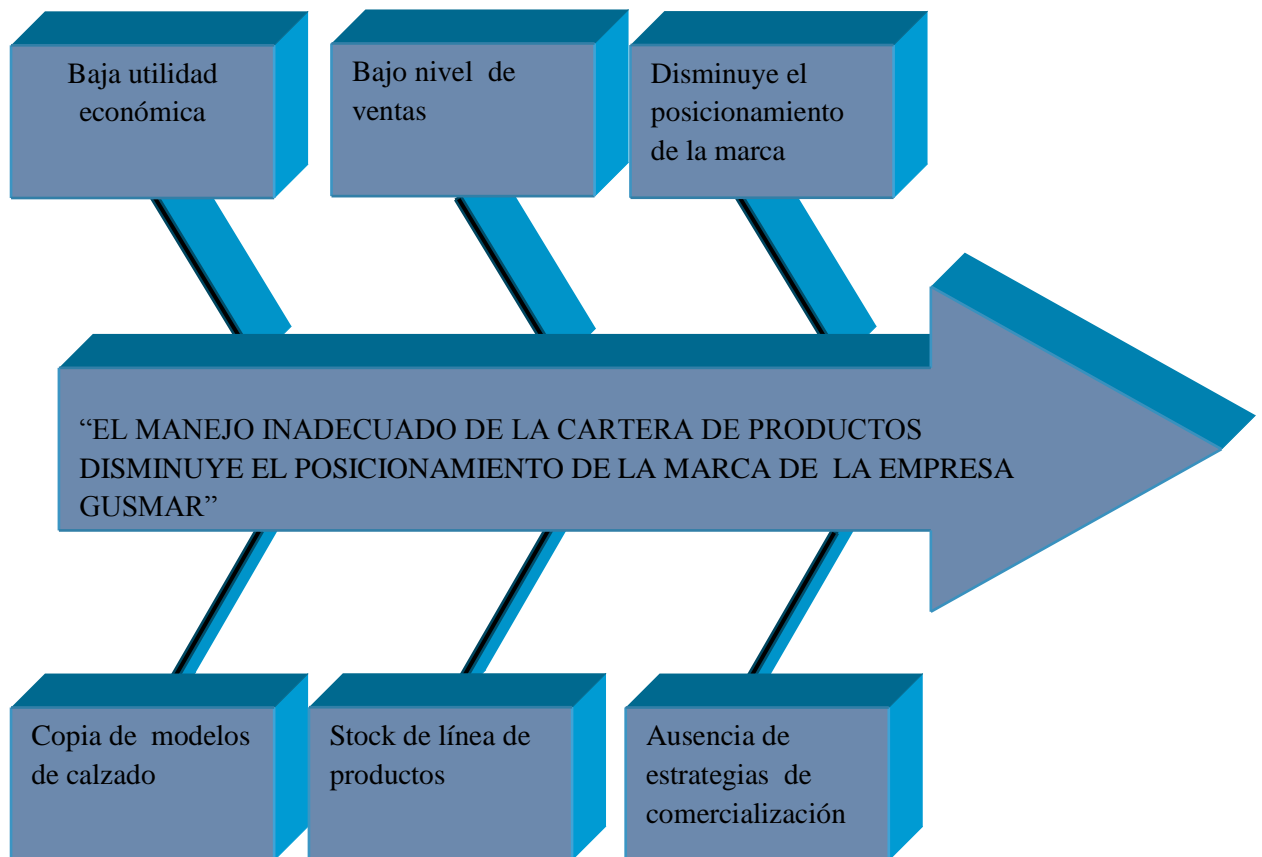 Baja utilidad
económica
Bajo nivel de
ventas
Disminuye el
posicionamiento
de la marca
“EL MANEJO INADECUADO DE LA CARTERA DE PRODUCTOS
DISMINUYE EL POSICIONAMIENTO DE LA MARCA DE LA EMPRESA
GUSMAR”
Copia de modelos
de calzado
Stock de línea de
productos
Ausencia de
estrategias de
comercialización